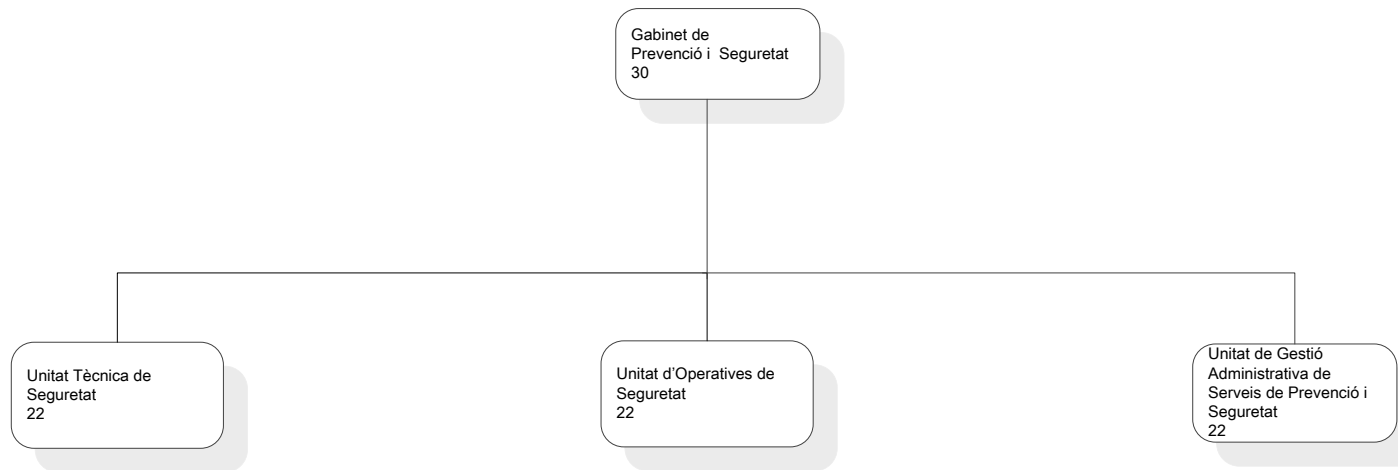 Gabinet de
Prevenció i  Seguretat
30
Unitat Tècnica de
Seguretat
22
Unitat d’Operatives de
Seguretat
22
Unitat de Gestió
Administrativa de
Serveis de Prevenció i
Seguretat
22